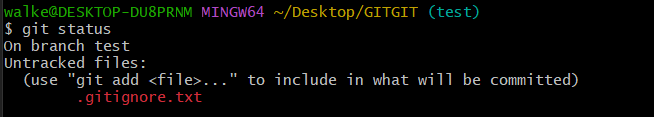 walke@DESKTOP-DU8PRNM MINGW64 ~/Desktop/GITGIT (test)
$ git status
On branch test
Untracked files:
  (use "git add <file>..." to include in what will be committed)
        .gitignore.txt